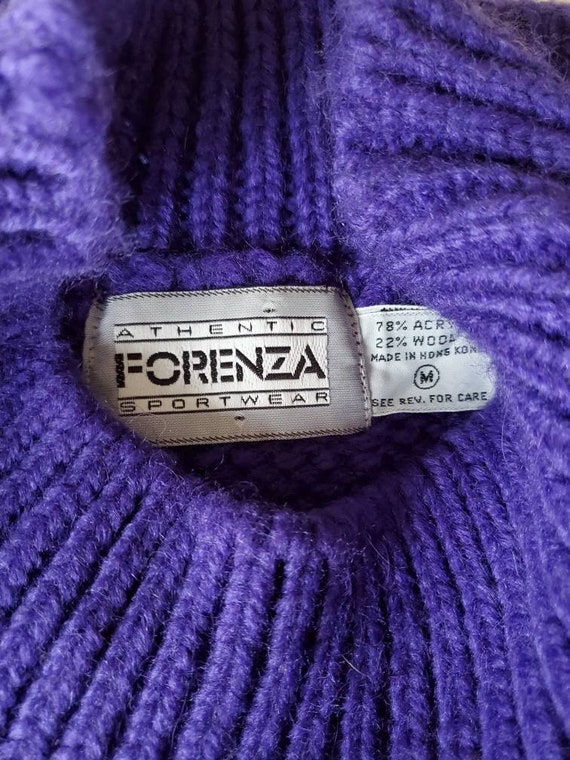 ATHENTIC
FORENZA
SPORTWEAR
78% ACRY
22% WOO
MADE IN HONG KON
M
SEE REV. FOR CARE